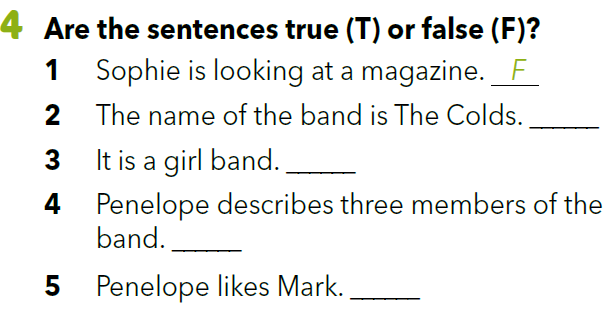 4 Are the sentences true (T) or false (F)?
1 Sophie is looking at a magazine. __F__
2 The name of the band is The Colds. ______
3 It is a girl band. ______
4 Penelope describes three members of the
band. ______
5 Penelope likes Mark. ______